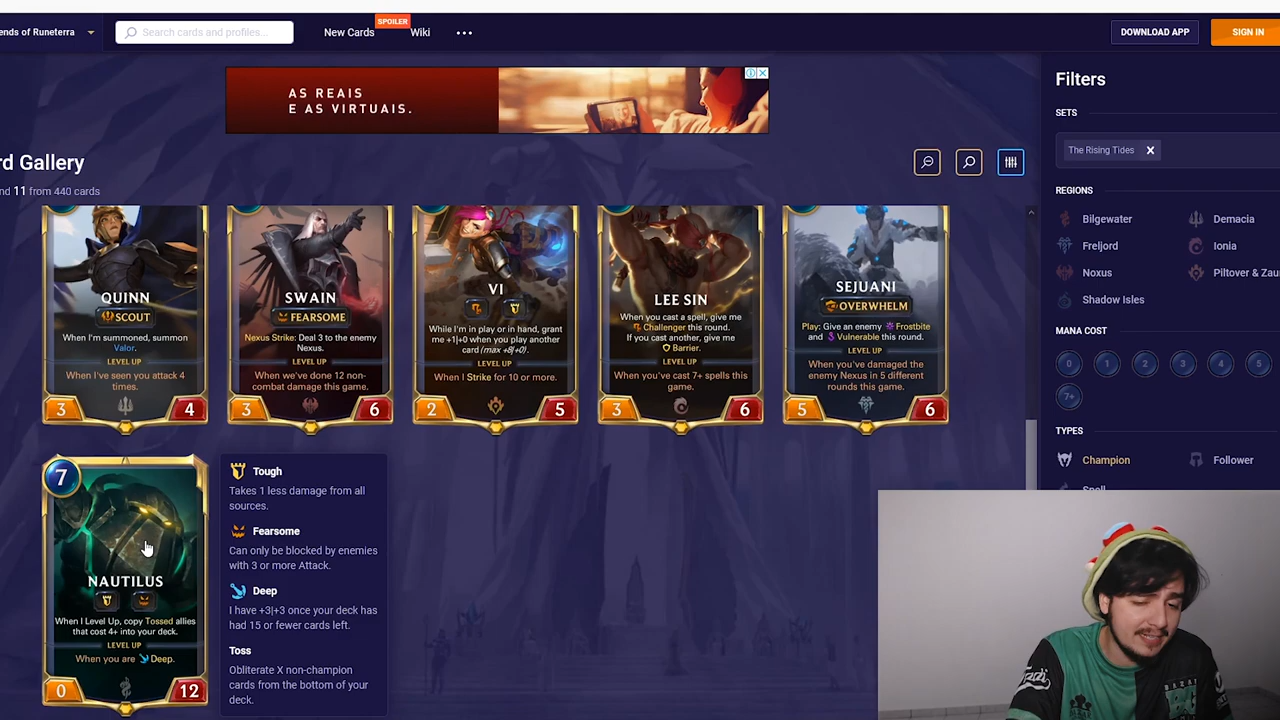 ends of Runeterra
Search cards and profiles...
New Cards
SPOILER
Wiki
DOWNLOAD APP
SIGN IN
AS REAIS
E AS VIRTUAIS.
rd Gallery
nd 11 from 440 cards
QUINN
SCOUT
When I'm summoned, summon
Valor.
LEVEL UP
When I've seen you attack 4
times.
3
4
SWAIN
FEARSOME
Nexus Strike: Deal 3 to the enemy
Nexus.
LEVEL UP
When we've done 12 non-
combat damage this game.
3
6
VI
While I'm in play or in hand, grant
me +1|+0 when you play another
card (max +8|+0).
LEVEL UP
When I Strike for 10 or more.
2
5
LEE SIN
When you cast a spell, give me
Challenger this round.
If you cast another, give me
Barrier.
LEVEL UP
When you've cast 7+ spells this
game.
3
6
SEJUANI
OVERWHELM
Play: Give an enemy Frostbite
and Vulnerable this round.
LEVEL UP
When you've damaged the
enemy Nexus in 5 different
rounds this game.
5
6
7
NAUTILUS
When I Level Up, copy Tossed allies
that cost 4+ into your deck.
LEVEL UP
When you are Deep.
0
12
Tough
Takes 1 less damage from all
sources.
Fearsome
Can only be blocked by enemies
with 3 or more Attack.
Deep
I have +3|+3 once your deck has
had 15 or fewer cards left.
Toss
Obliterate X non-champion
cards from the bottom of your
deck.
Filters
SETS
The Rising Tides
REGIONS
Bilgewater
Demacia
Freljord
Ionia
Noxus
Piltover & Zau
Shadow Isles
MANA COST
0
1
2
3
4
5
7+
TYPES
Champion
Follower
Spell